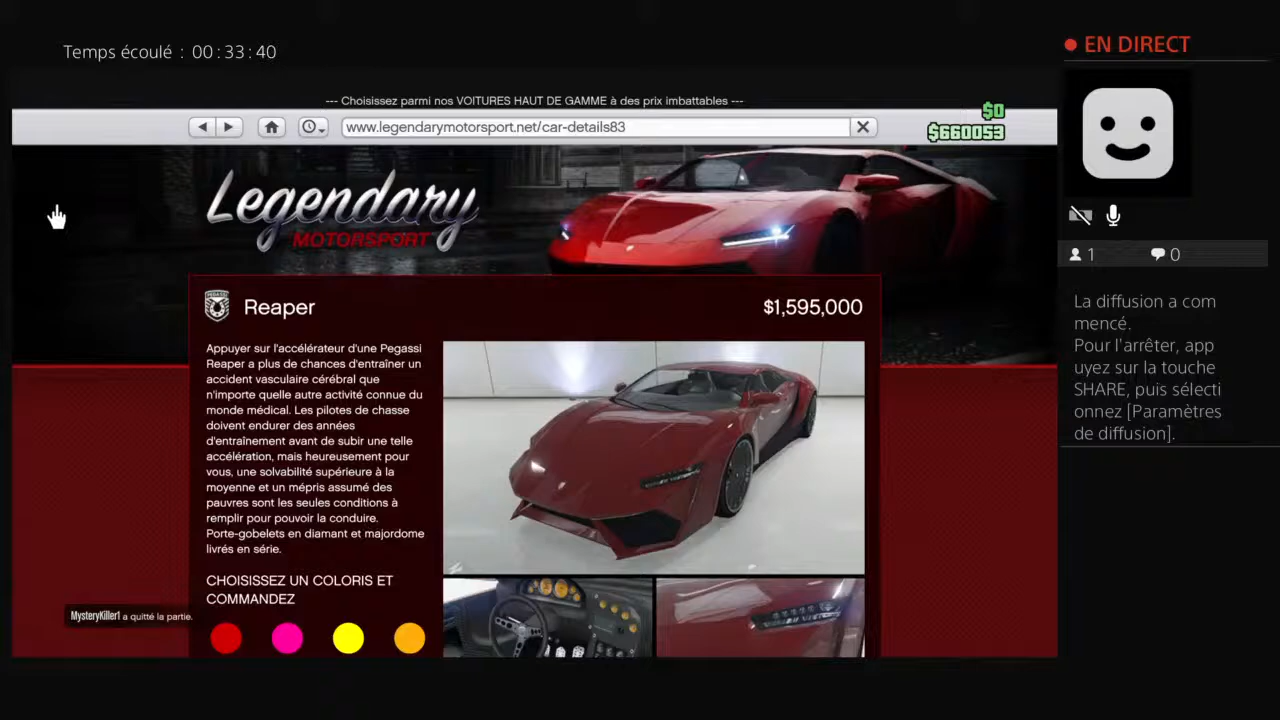 Temps écoulé : 00:33:40
EN DIRECT
--- Choisissez parmi nos VOITURES HAUT DE GAMME à des prix imbattables ---
$0
www.legendarymotorsport.net/car-details83
$660053
Legendary
MOTORSPORT
1
0
PEGASSI
Reaper
$1,595,000
Appuyer sur l'accélérateur d'une Pegassi
Reaper a plus de chances d'entraîner un
accident vasculaire cérébral que
n'importe quelle autre activité connue du
monde médical. Les pilotes de chasse
doivent endurer des années
d'entraînement avant de subir une telle
accélération, mais heureusement pour
vous, une solvabilité supérieure à la
moyenne et un mépris assumé des
pauvres sont les seules conditions à
remplir pour pouvoir la conduire.
Porte-gobelets en diamant et majordome
livrés en série.
CHOISISSEZ UN COLORIS ET
COMMANDEZ
MysteryKiller1 a quitté la partie.
La diffusion a com
mencé.
Pour l'arrêter, app
uyez sur la touche
SHARE, puis sélecti
onnez [Paramètres
de diffusion].